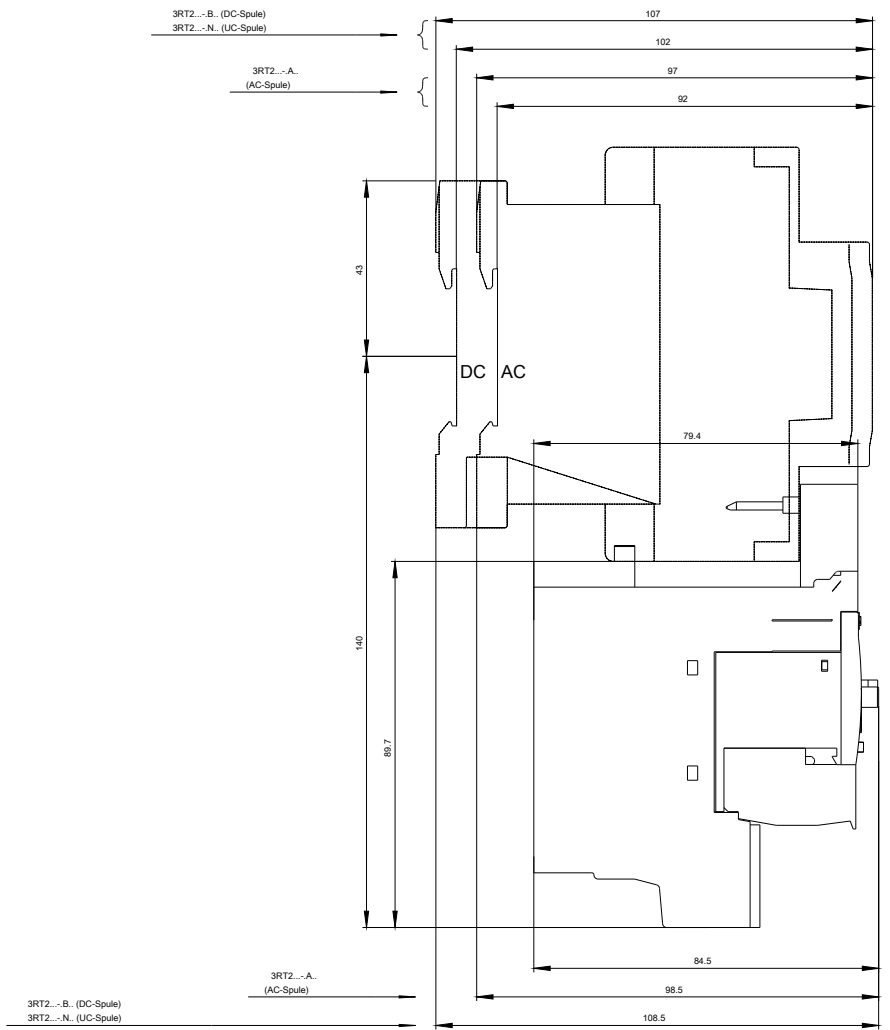 3RT2...-.B.. (DC-Spule)
107
3RT2...-.N.. (UC-Spule)
102
3RT2...-.A..
97
(AC-Spule)
92
43
DC AC
79.4
140
89.7
84.5
3RT2...-.A..
(AC-Spule)
98.5
3RT2...-.B.. (DC-Spule)
3RT2...-.N.. (UC-Spule)
108.5